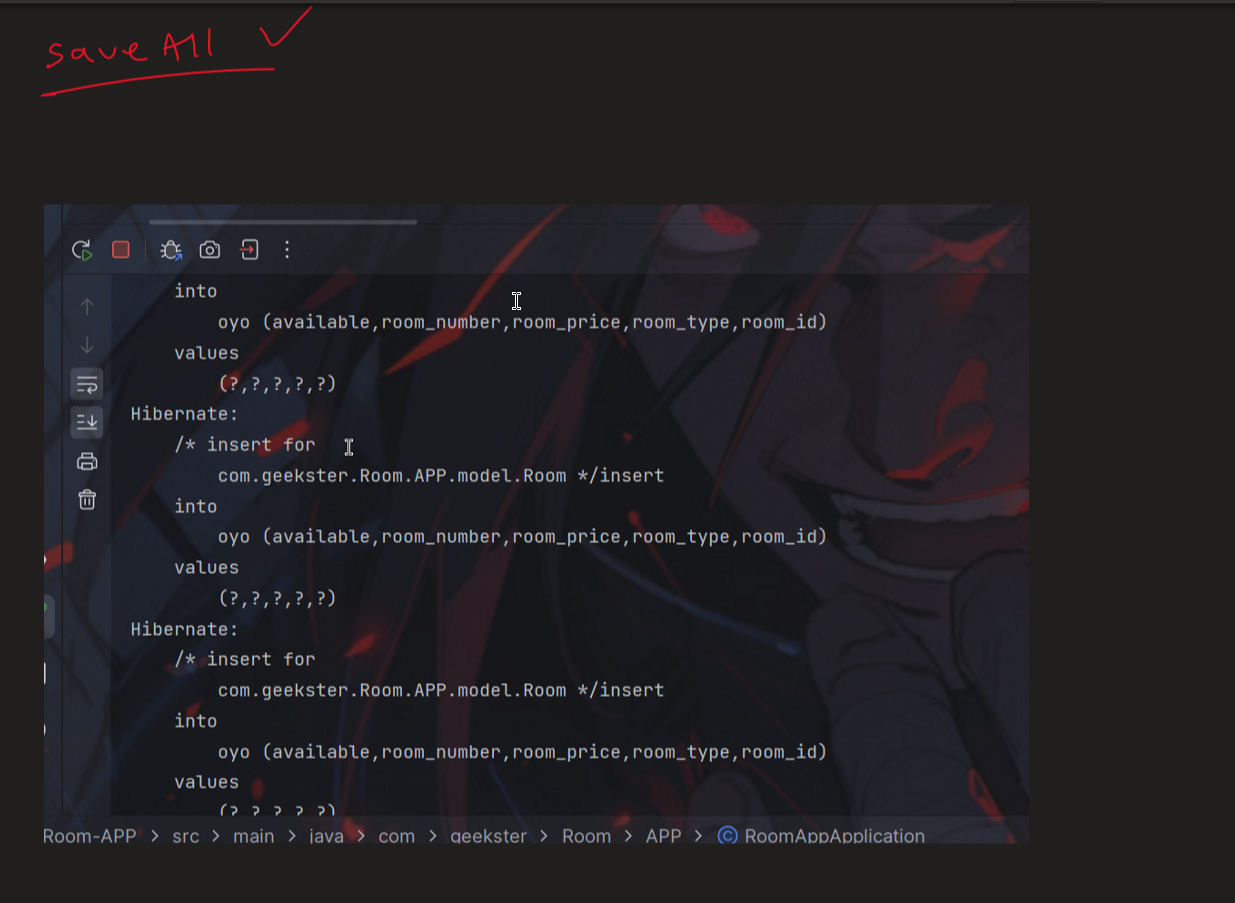 save All ✓
into
oyo (available,room_number,room_price,room_type,room_id)
values
(?,?,?,?,?)
Hibernate:
/* insert for
com.geekster.Room.APP.model.Room */insert
into
oyo (available,room_number,room_price,room_type,room_id)
values
(?,?,?,?,?)
Hibernate:
/* insert for
com.geekster.Room.APP.model.Room */insert
into
oyo (available,room_number,room_price,room_type,room_id)
values
(?,?,?,?,?)
Room-APP > src > main > java > com > geekster > Room > APP > © RoomAppApplication